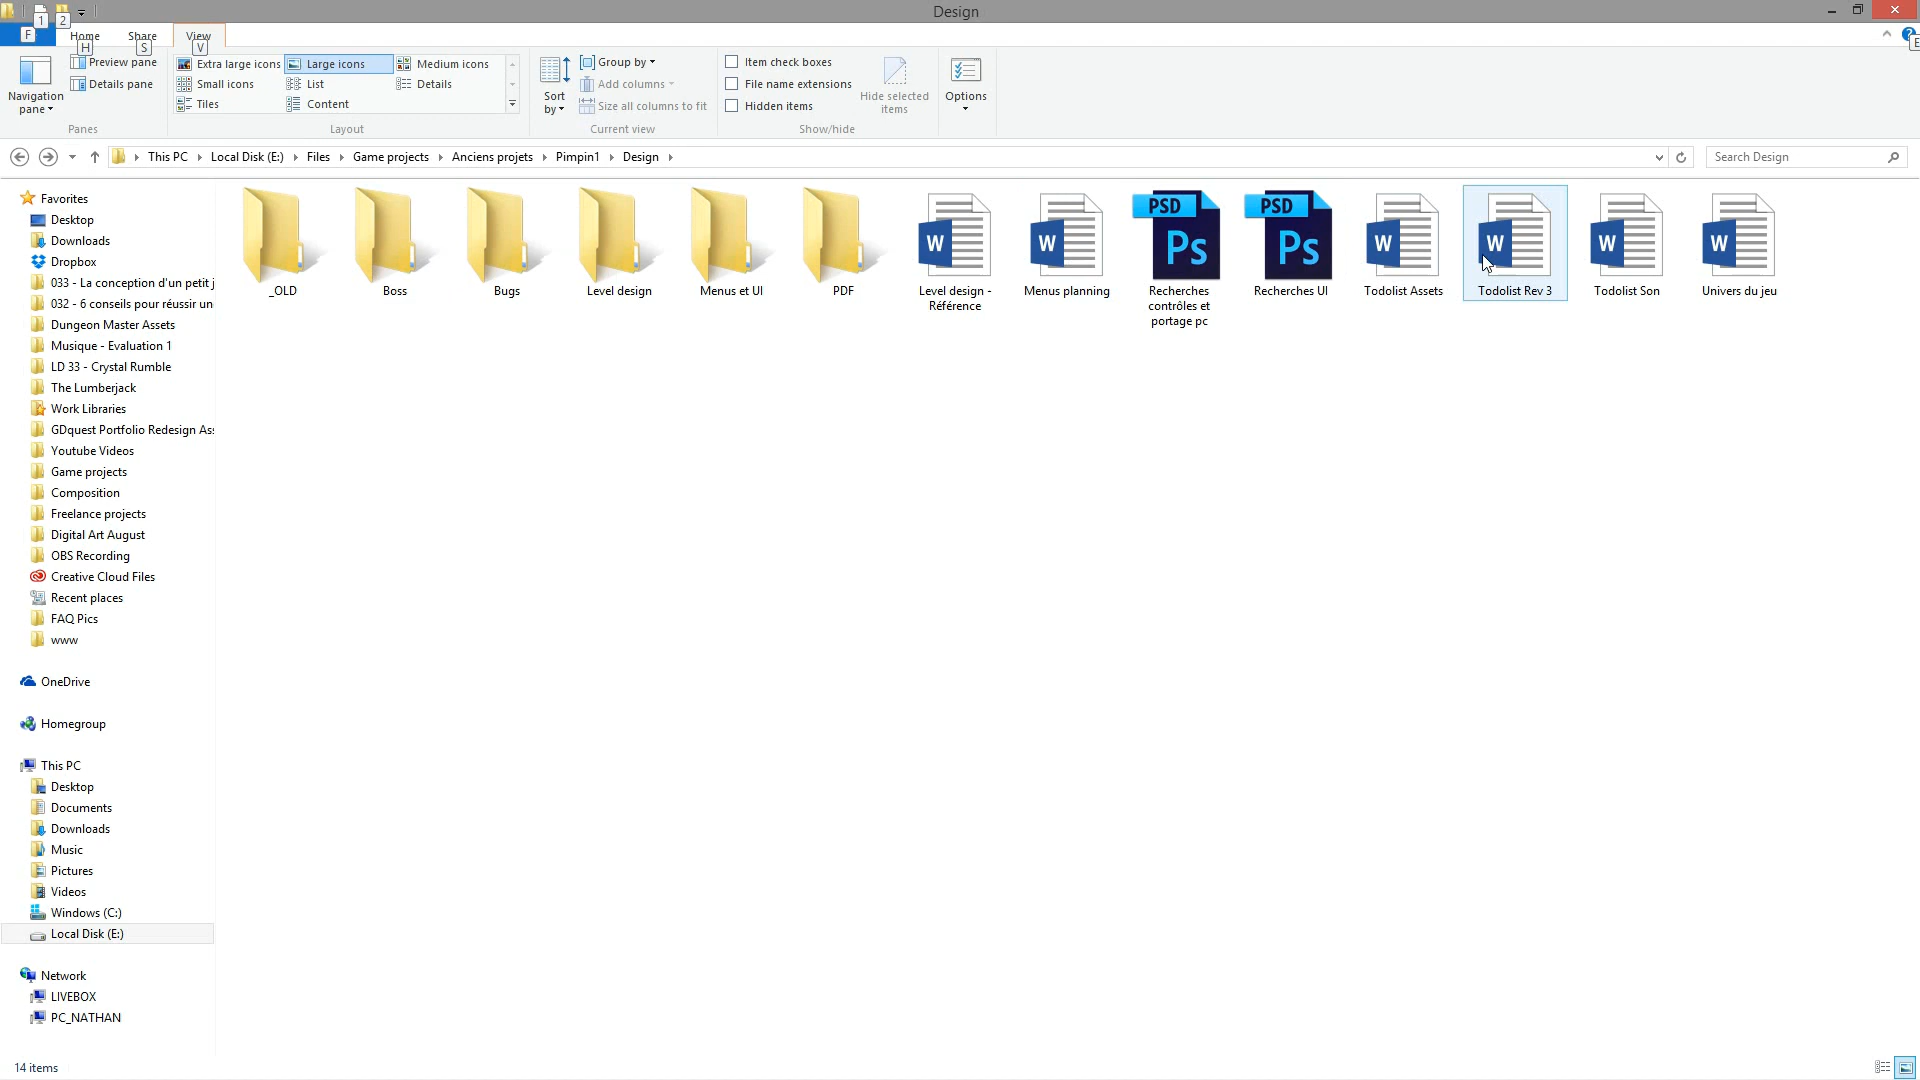 Design
1
2
F
Home
Share
View
H
S
V
E
Navigation
pane
Preview pane
Details pane
Panes
Extra large icons
Large icons
Medium icons
Small icons
List
Details
Tiles
Content
Layout
Sort
by
Group by
Add columns
Size all columns to fit
Current view
Item check boxes
File name extensions
Hidden items
Hide selected
items
Show/hide
Options
This PC
Local Disk (E:)
Files
Game projects
Anciens projets
Pimpin1
Design
Search Design
Favorites
Desktop
Downloads
Dropbox
033 - La conception d'un petit j
032 - 6 conseils pour réussir un
Dungeon Master Assets
Musique - Evaluation 1
LD 33 - Crystal Rumble
The Lumberjack
Work Libraries
GDquest Portfolio Redesign Ass
Youtube Videos
Game projects
Composition
Freelance projects
Digital Art August
OBS Recording
Creative Cloud Files
Recent places
FAQ Pics
www
OneDrive
Homegroup
This PC
Desktop
Documents
Downloads
Music
Pictures
Videos
Windows (C:)
Local Disk (E:)
Network
LIVEBOX
PC_NATHAN
_OLD
Boss
Bugs
Level design
Menus et UI
PDF
W
Level design -
Référence
W
Menus planning
PSD
Ps
Recherches
contrôles et
portage pc
PSD
Ps
Recherches UI
W
Todolist Assets
W
Todolist Rev 3
W
Todolist Son
W
Univers du jeu
14 items